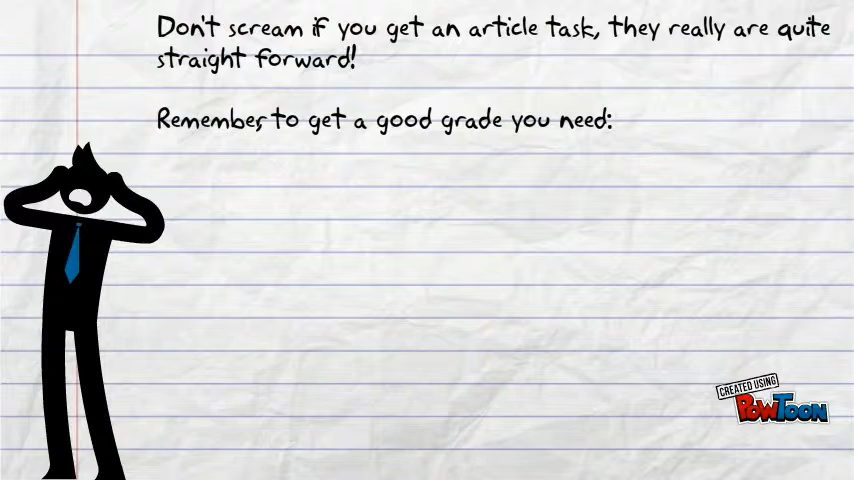 Don't scream if you get an article task, they really are quite
straight forward!
Remember, to get a good grade you need:
CREATED USING
POWTOON